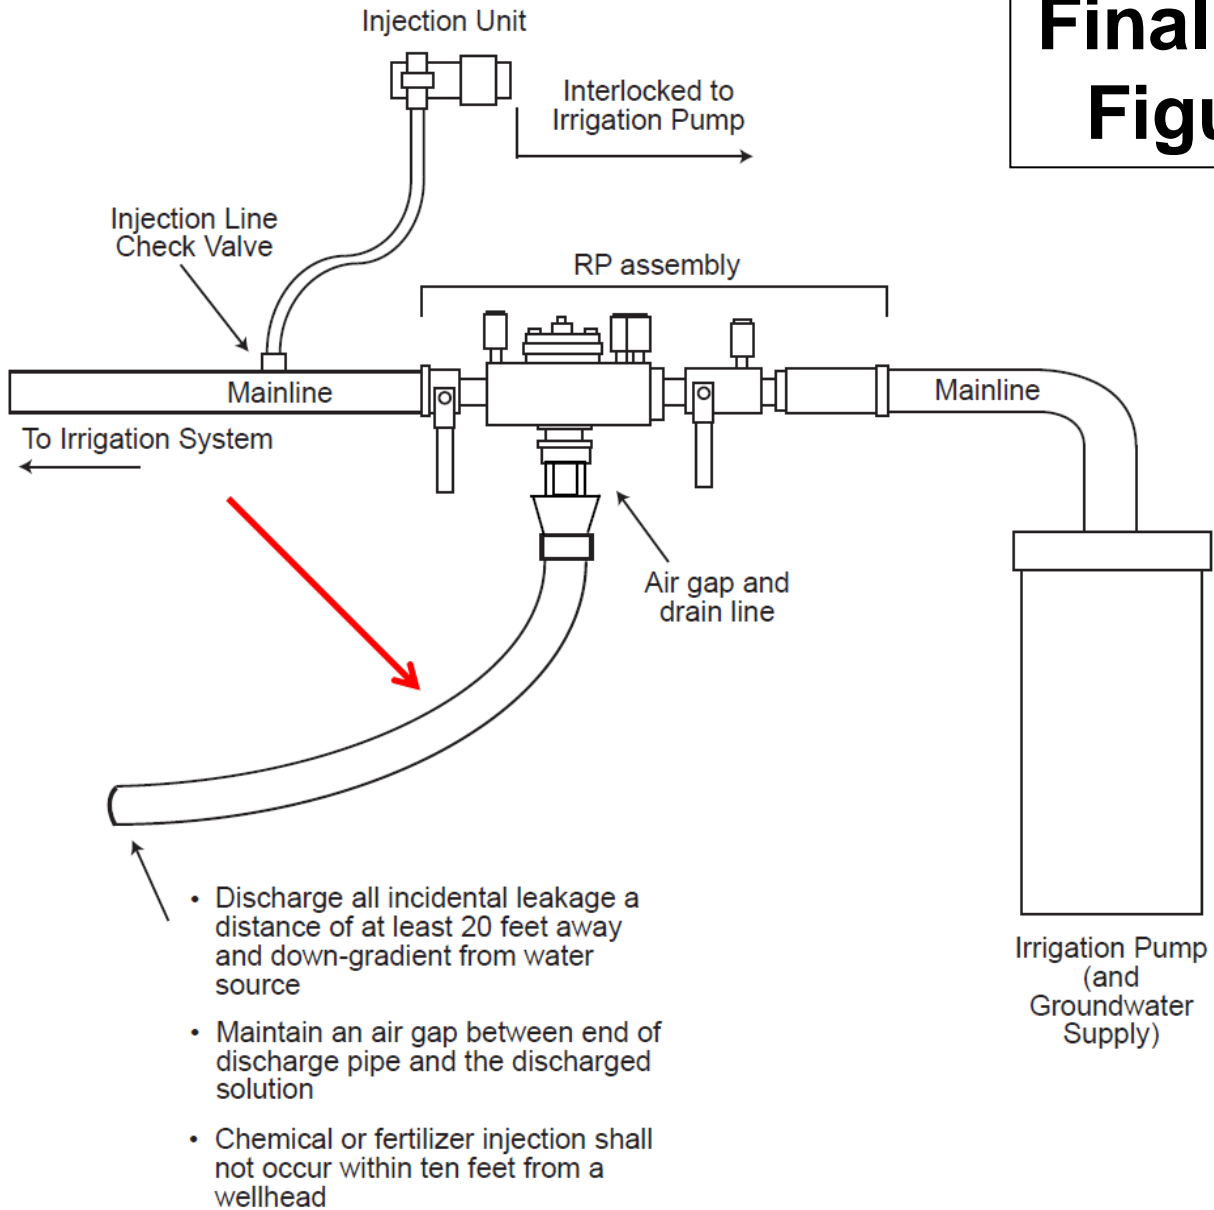 Injection Unit
Final
Figu
Interlocked to
Irrigation Pump
Injection Line
Check Valve
RP assembly
Mainline
Mainline
To Irrigation System
Air gap and
drain line
• Discharge all incidental leakage a
distance of at least 20 feet away
and down-gradient from water
source
• Maintain an air gap between end of
discharge pipe and the discharged
solution
• Chemical or fertilizer injection shall
not occur within ten feet from a
wellhead
Irrigation Pump
(and
Groundwater
Supply)